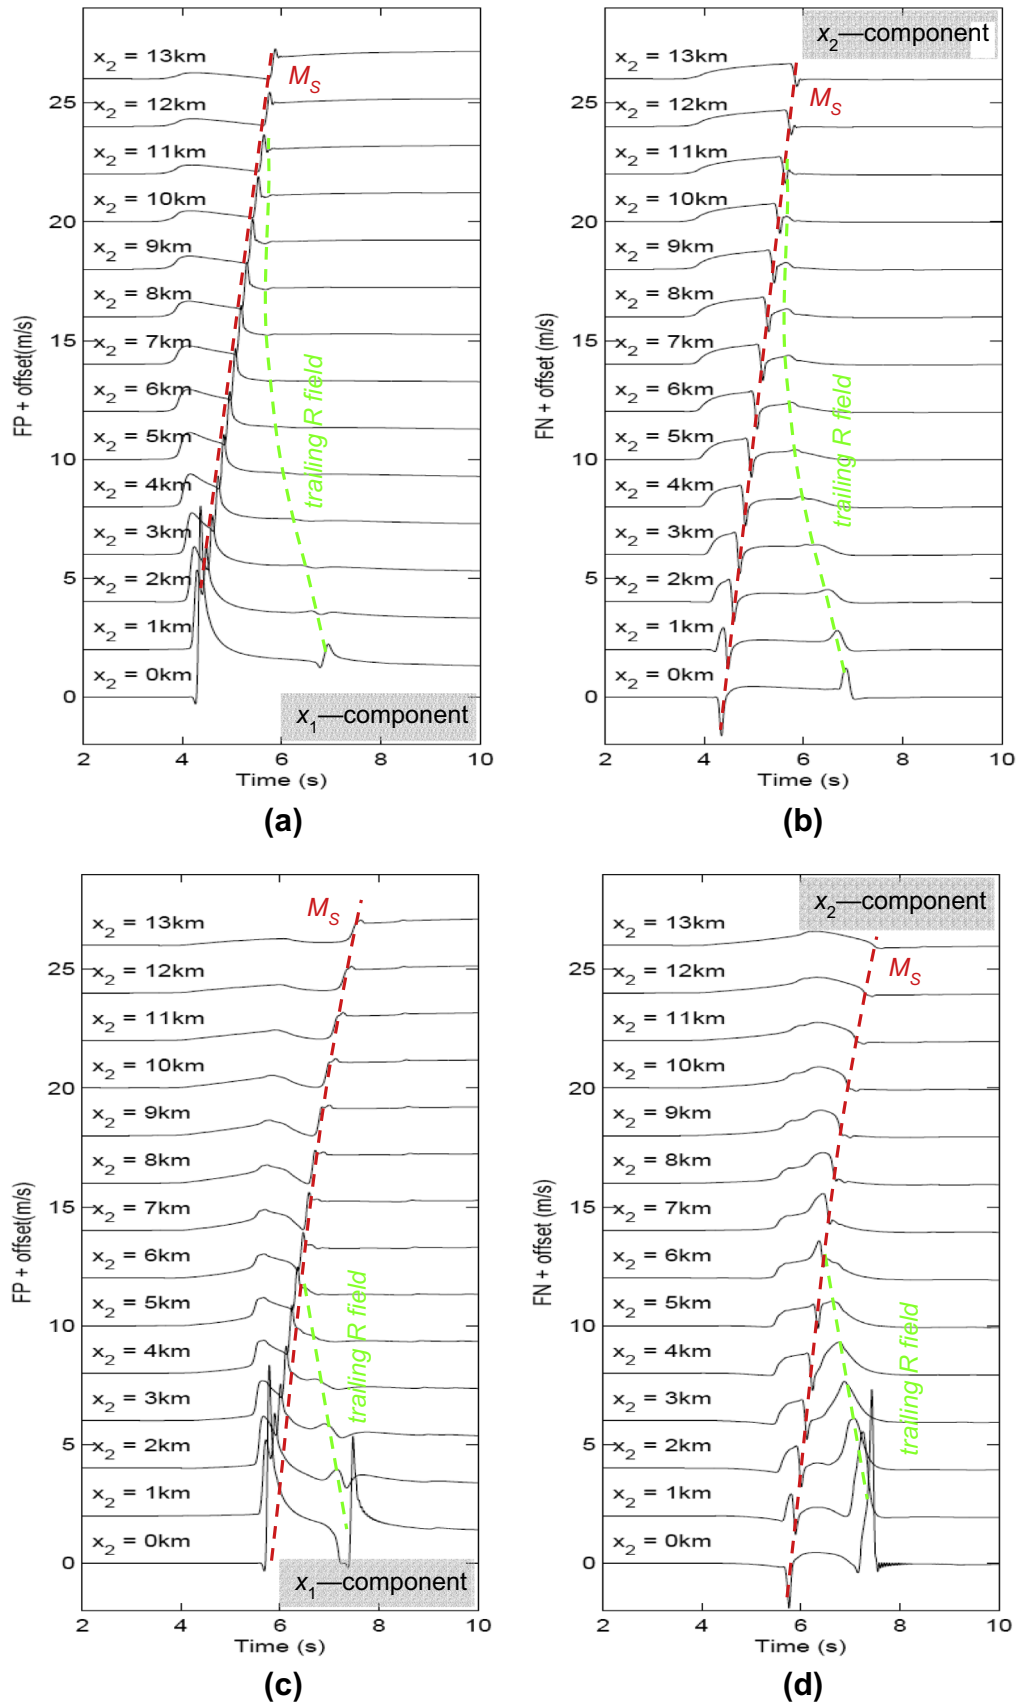 x2 = 13km
MS
25
x2 = 12km
x2 = 11km
20
x2 = 10km
x2 = 9km
x2 = 8km
15
x2 = 7km
x2 = 6km
10
x2 = 5km
x2 = 4km
x2 = 3km
5
x2 = 2km
x2 = 1km
0
x2 = 0km
FP + offset(m/s)
trailing R field
x1—component
2 4 6 8 10
Time (s)
(a)
x2—component
x2 = 13km
MS
25
x2 = 12km
x2 = 11km
20
x2 = 10km
x2 = 9km
x2 = 8km
15
x2 = 7km
x2 = 6km
10
x2 = 5km
x2 = 4km
x2 = 3km
5
x2 = 2km
x2 = 1km
0
x2 = 0km
FN + offset (m/s)
trailing R field
2 4 6 8 10
Time (s)
(b)
MS
x2 = 13km
25
x2 = 12km
x2 = 11km
20
x2 = 10km
x2 = 9km
x2 = 8km
15
x2 = 7km
x2 = 6km
10
x2 = 5km
x2 = 4km
x2 = 3km
5
x2 = 2km
x2 = 1km
x2 = 0km
0
FP + offset(m/s)
trailing R field
x1—component
2 4 6 8 10
Time (s)
(c)
x2—component
x2 = 13km
MS
25
x2 = 12km
x2 = 11km
20
x2 = 10km
x2 = 9km
x2 = 8km
15
x2 = 7km
x2 = 6km
10
x2 = 5km
x2 = 4km
x2 = 3km
5
x2 = 2km
x2 = 1km
x2 = 0km
0
FN + offset (m/s)
trailing R field
2 4 6 8 10
Time (s)
(d)